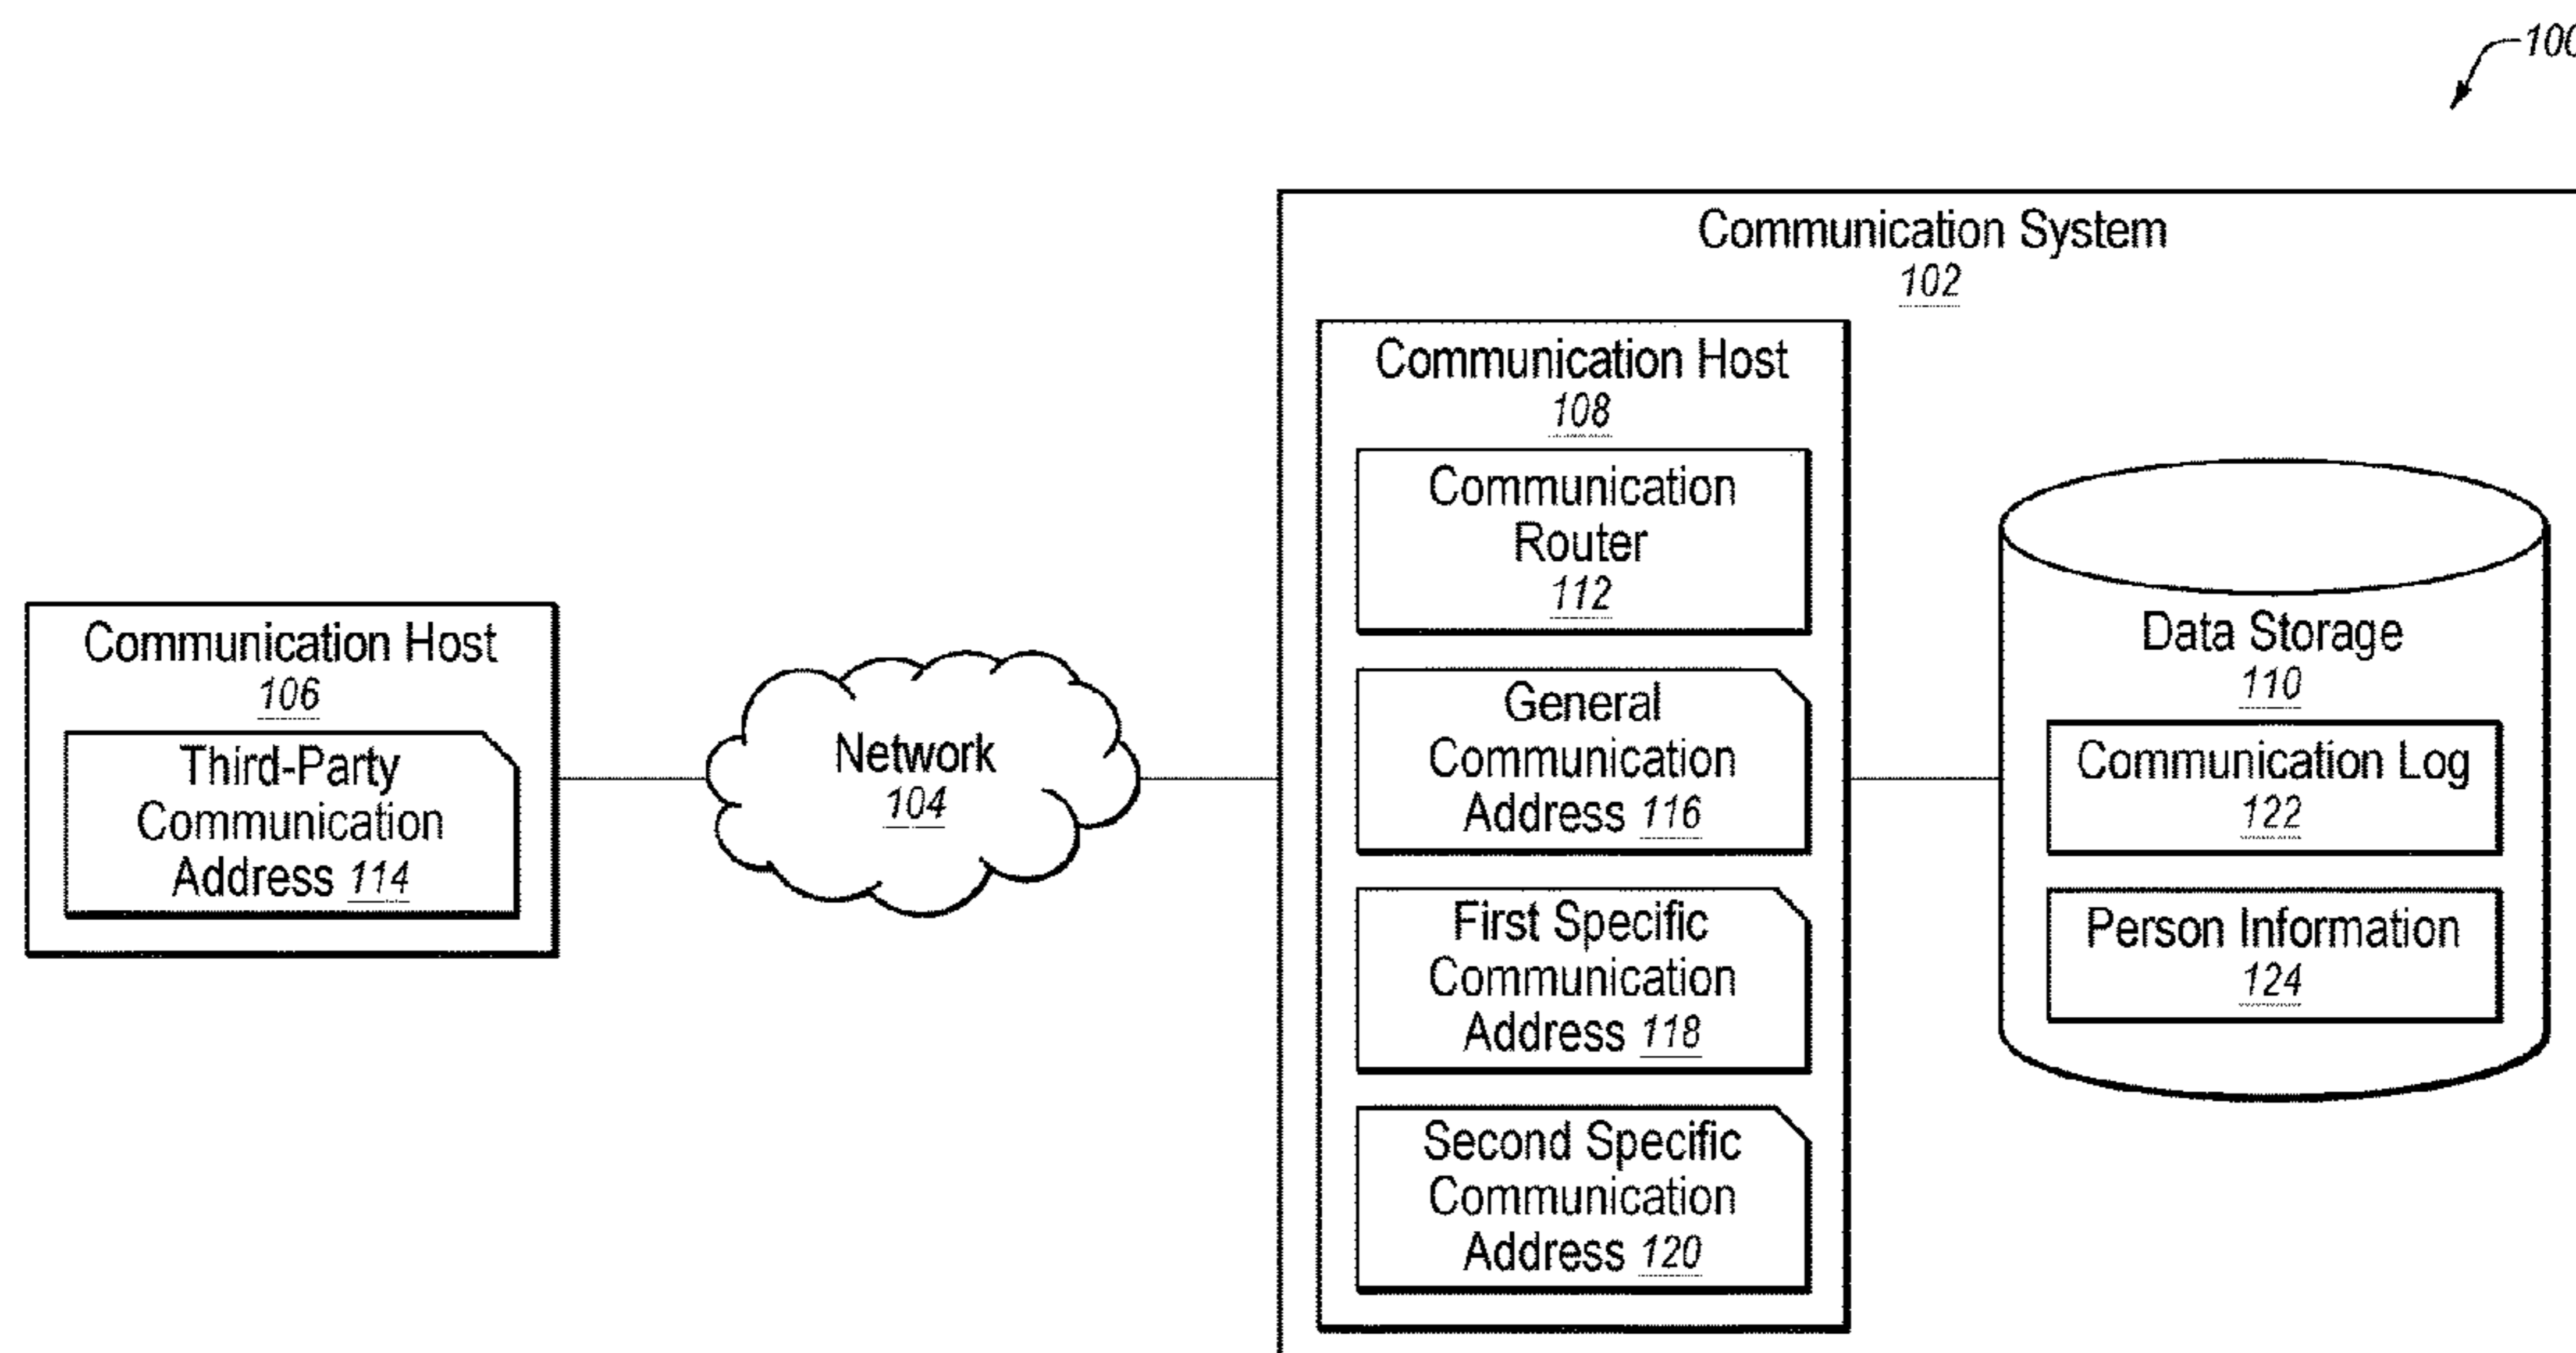 100
Communication System
102
Communication Host
108
Communication
Router
112
General
Communication
Address 116
First Specific
Communication
Address 118
Second Specific
Communication
Address 120
Communication Host
106
Third-Party
Communication
Address 114
Network
104
Data Storage
110
Communication Log
122
Person Information
124